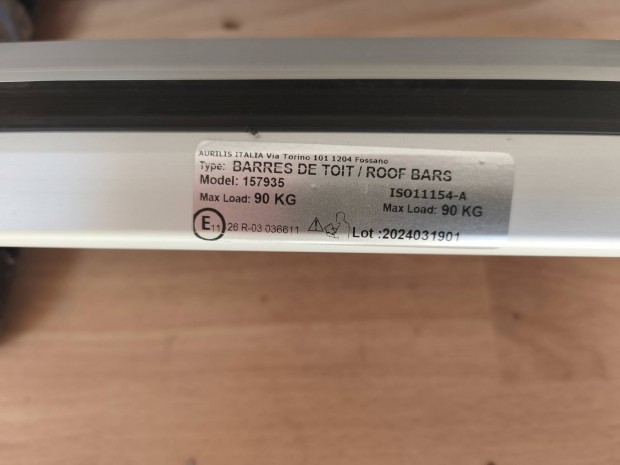 AURILIS ITALIA Via Torino 101 1204 Fossano
Type: BARRES DE TOIT / ROOF BARS
Model: 157935
ISO11154-A
Max Load: 90 KG
Max Load: 90 KG
E11 26 R-03 036611
Lot :2024031901